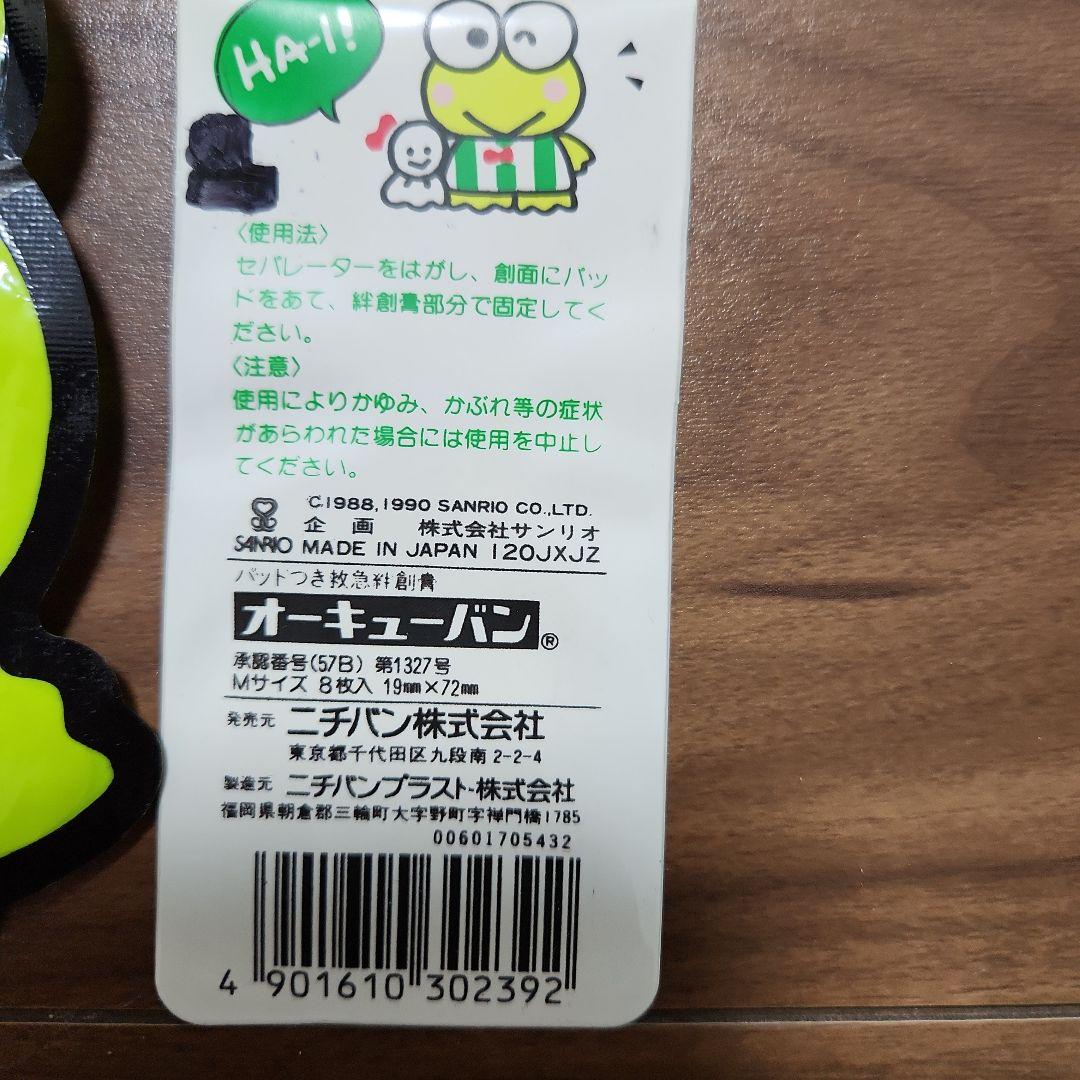 HA-I!
〈使用法〉
セパレーターをはがし、創面にパッ
ドをあて、絆創膏部分で固定してく
ださい。
〈注意〉
使用によりかゆみ、かぶれ等の症状
があらわれた場合には使用を中止し
てください。
©1988,1990 SANRIO CO.,LTD.
企画 株式会社サンリオ
SANRIO MADE IN JAPAN 120JXJZ
パッドつき救急絆創膏
オーキューバン®
承認番号(57B) 第1327号
Mサイズ 8枚入 19mm×72mm
発売元 ニチバン株式会社
東京都千代田区九段南2-2-4
製造元 ニチバンプラスト株式会社
福岡県朝倉郡三輪町大字野町字禅門橋1785
00601705432
4 901610 302392